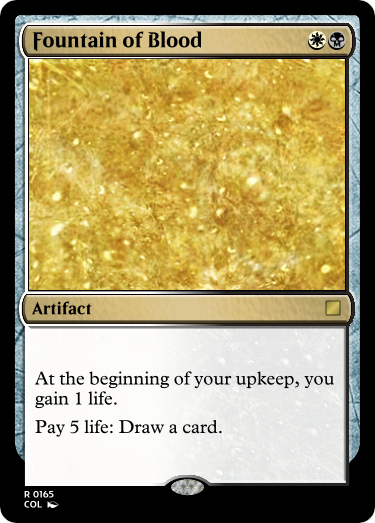 Fountain of Blood
Artifact
At the beginning of your upkeep, you
gain 1 life.
Pay 5 life: Draw a card.
R 0165
COL